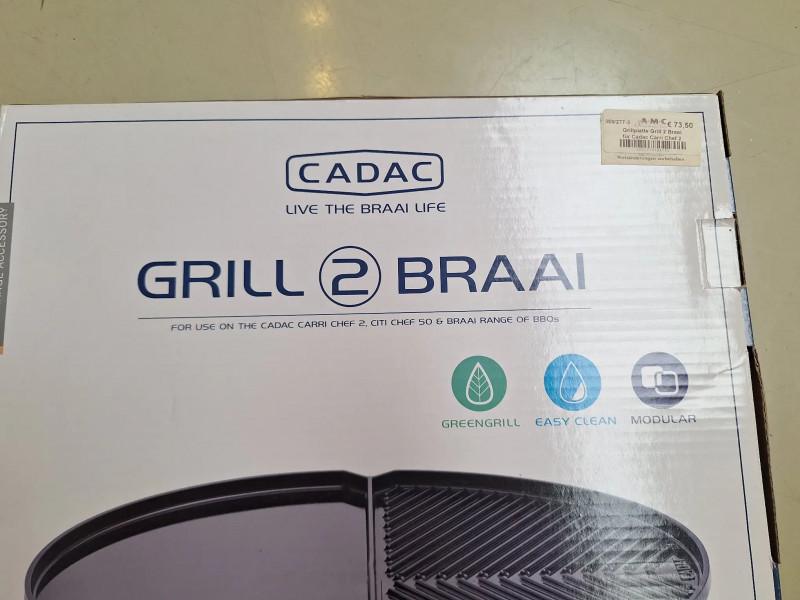 A·M·C € 73,50
Grillplatte Grill 2 Braai
für Cadac Carri Chef 2
CADAC
LIVE THE BRAAI LIFE
GRILL 2 BRAAI
FOR USE ON THE CADAC CARRI CHEF 2, CITI CHEF 50 & BRAAI RANGE OF BBQs
ACCESSORY
GREENGRILL EASY CLEAN MODULAR